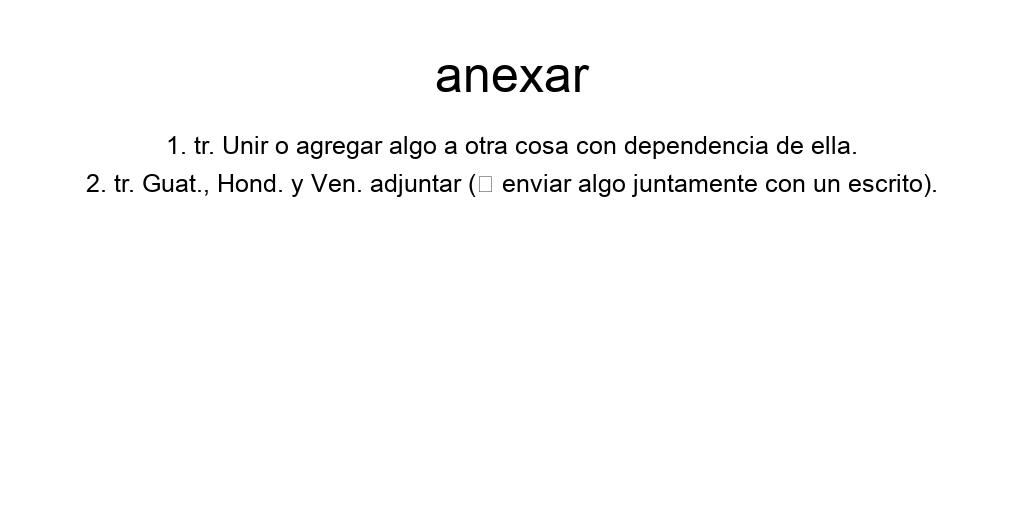 anexar
1. tr. Unir o agregar algo a otra cosa con dependencia de ella.
2. tr. Guat., Hond. y Ven. adjuntar (▯ enviar algo juntamente con un escrito).